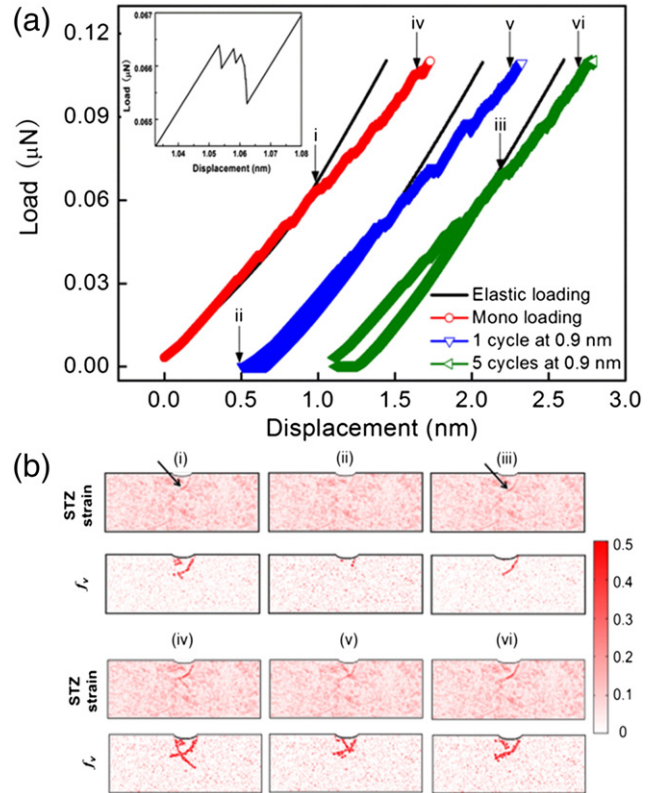 (a)
0.067
0.066
0.065
Load (μN)
1.04 1.05 1.06 1.07 1.08
Displacement (nm)
i
ii
iii
iv
v
vi
0.12
0.09
0.06
0.03
0.00
Load (μN)
Elastic loading
Mono loading
1 cycle at 0.9 nm
5 cycles at 0.9 nm
0.0 0.5 1.0 1.5 2.0 2.5 3.0
Displacement (nm)
(b)
(i) (ii) (iii)
STZ
strain
fᵥ
(iv) (v) (vi)
STZ
strain
fᵥ
0.5
0.4
0.3
0.2
0.1
0